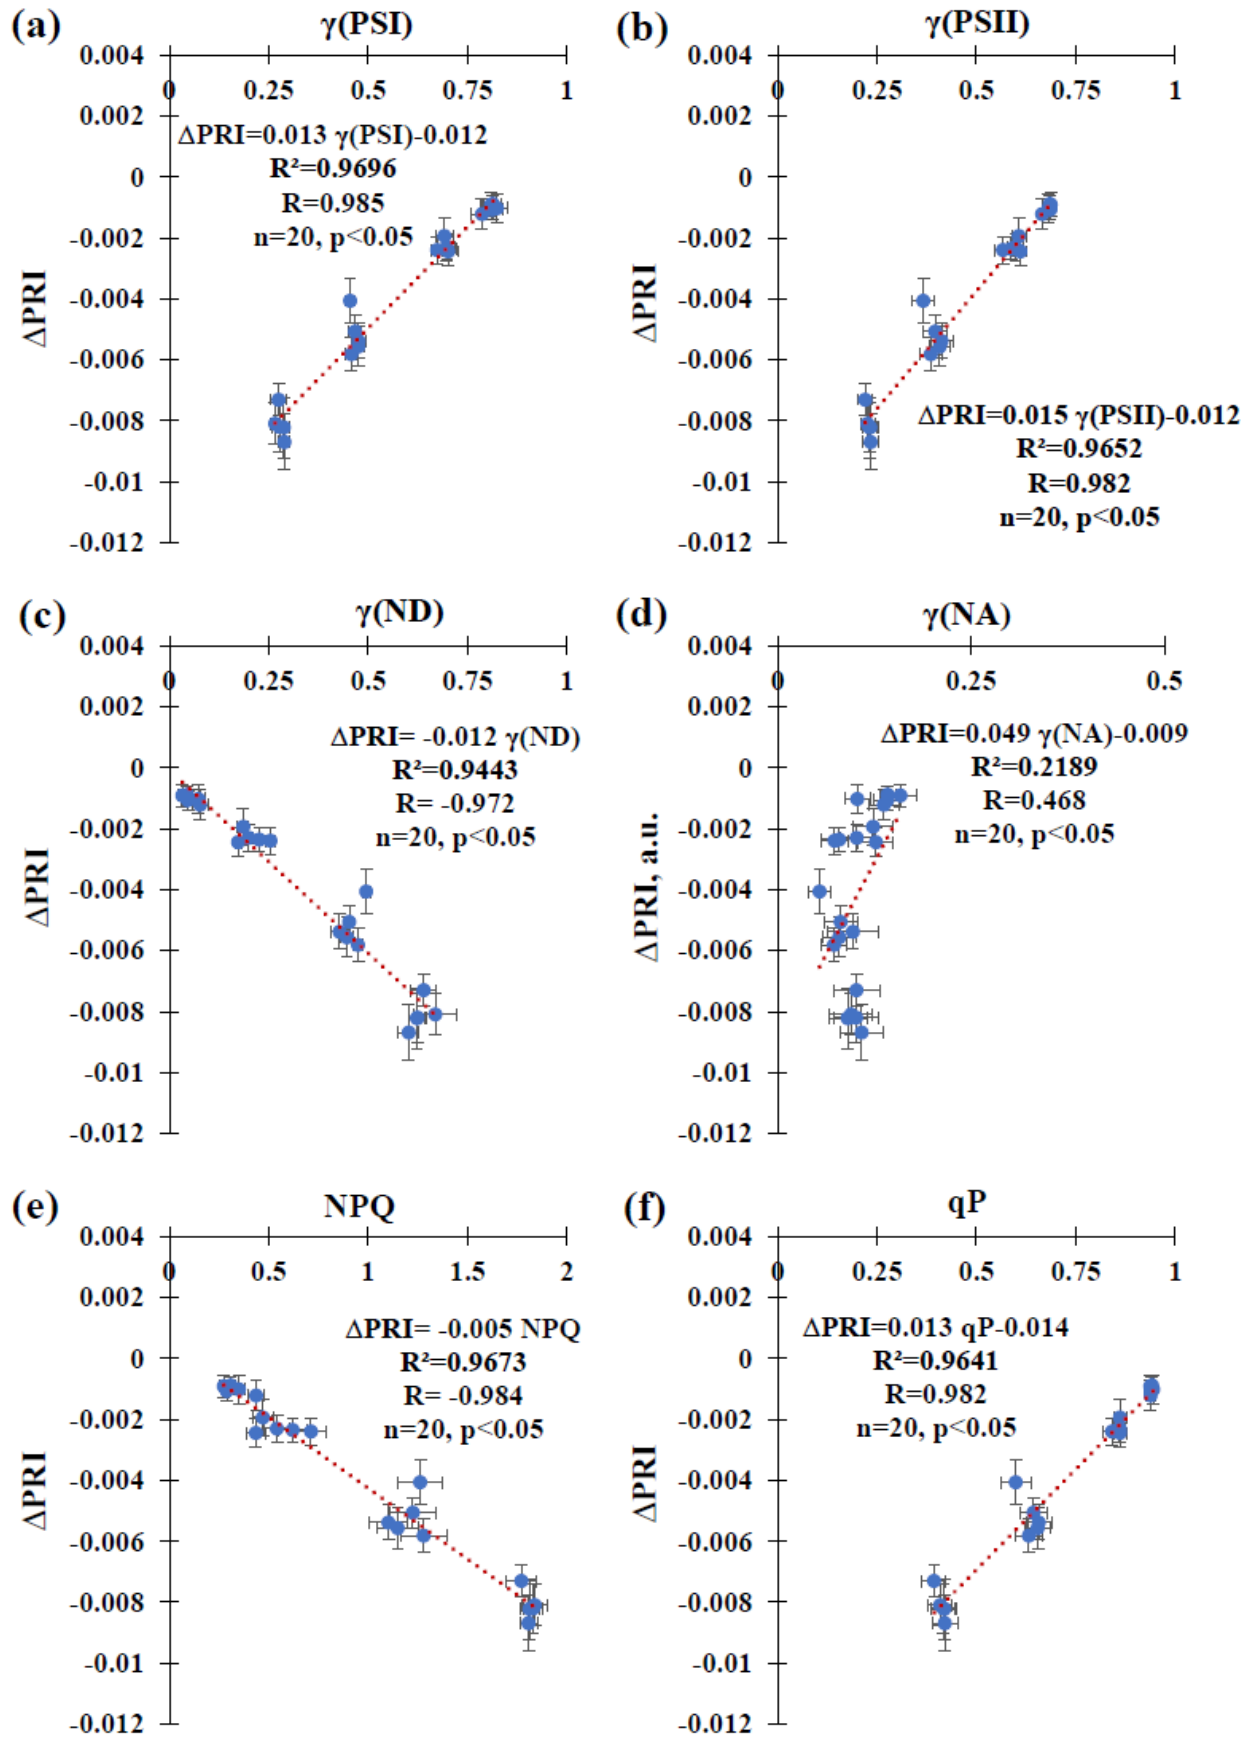 (a)
γ(PSI)
0.004
0 0.25 0.5 0.75 1
0.002
ΔPRI=0.013 γ(PSI)-0.012
R²=0.9696
0
R=0.985
n=20, p<0.05
-0.002
-0.004
ΔPRI
-0.006
-0.008
-0.01
-0.012
(b)
γ(PSII)
0.004
0 0.25 0.5 0.75 1
0.002
0
-0.002
-0.004
ΔPRI
-0.006
-0.008
ΔPRI=0.015 γ(PSII)-0.012
R²=0.9652
-0.01
R=0.982
n=20, p<0.05
-0.012
(c)
γ(ND)
0.004
0 0.25 0.5 0.75 1
0.002
ΔPRI= -0.012 γ(ND)
0
R²=0.9443
R= -0.972
-0.002
n=20, p<0.05
-0.004
ΔPRI
-0.006
-0.008
-0.01
-0.012
(d)
γ(NA)
0.004
0 0.25 0.5
0.002
ΔPRI=0.049 γ(NA)-0.009
0
R²=0.2189
R=0.468
-0.002
n=20, p<0.05
-0.004
ΔPRI, a.u.
-0.006
-0.008
-0.01
-0.012
(e)
NPQ
0.004
0 0.5 1 1.5 2
0.002
ΔPRI= -0.005 NPQ
0
R²=0.9673
R= -0.984
-0.002
n=20, p<0.05
-0.004
ΔPRI
-0.006
-0.008
-0.01
-0.012
(f)
qP
0.004
0 0.25 0.5 0.75 1
0.002
ΔPRI=0.013 qP-0.014
0
R²=0.9641
R=0.982
-0.002
n=20, p<0.05
-0.004
ΔPRI
-0.006
-0.008
-0.01
-0.012